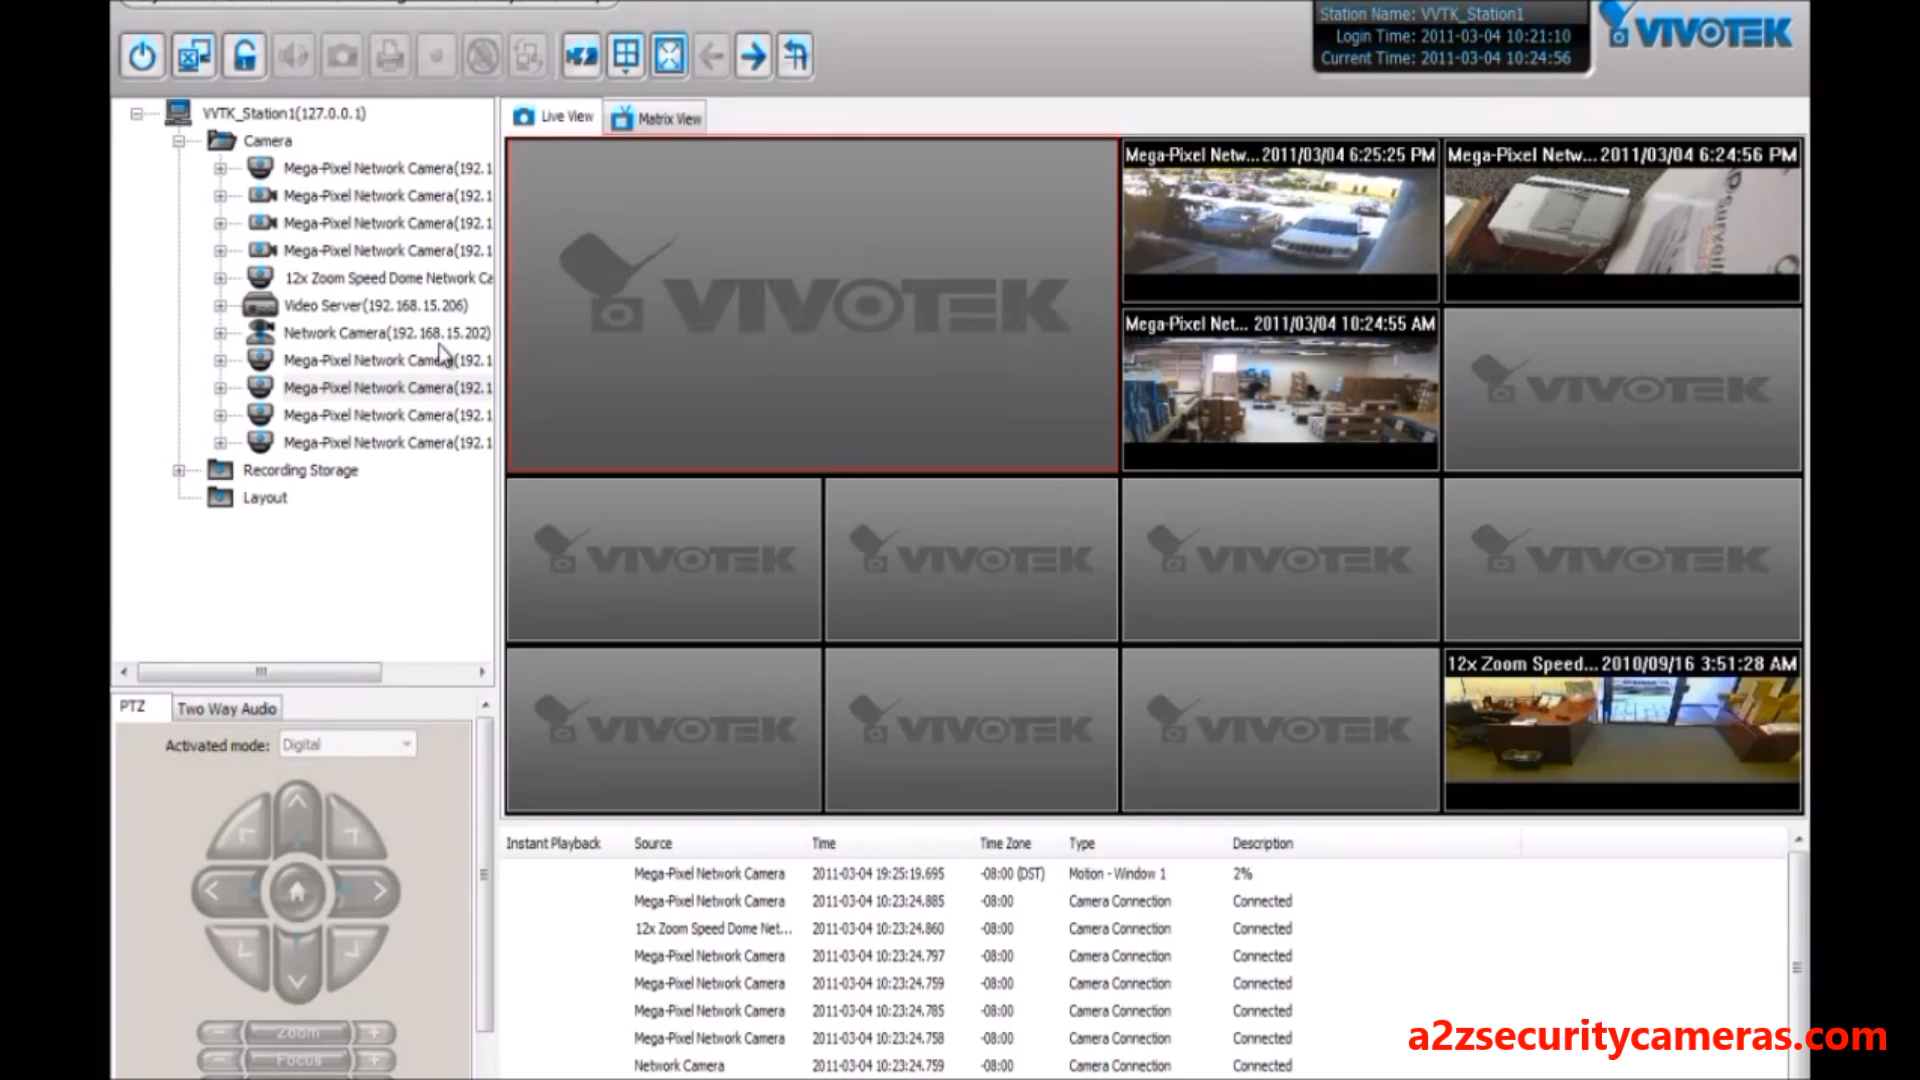 Station Name: VVTK_Station1
Login Time: 2011-03-04 10:21:10
Current Time: 2011-03-04 10:24:56
VIVOTEK
VVTK_Station1(127.0.0.1)
Camera
Mega-Pixel Network Camera(192.1
Mega-Pixel Network Camera(192.1
Mega-Pixel Network Camera(192.1
Mega-Pixel Network Camera(192.1
12x Zoom Speed Dome Network Ca
Video Server(192.168.15.206)
Network Camera(192.168.15.202)
Mega-Pixel Network Camera(192.1
Mega-Pixel Network Camera(192.1
Mega-Pixel Network Camera(192.1
Mega-Pixel Network Camera(192.1
Recording Storage
Layout
PTZ
Two Way Audio
Activated mode: Digital
Zoom
Focus
Live View
Matrix View
VIVOTEK
Mega-Pixel Netw... 2011/03/04 6:25:25 PM
Mega-Pixel Netw... 2011/03/04 6:24:56 PM
Mega-Pixel Net... 2011/03/04 10:24:55 AM
VIVOTEK
VIVOTEK
VIVOTEK
VIVOTEK
VIVOTEK
VIVOTEK
VIVOTEK
VIVOTEK
12x Zoom Speed... 2010/09/16 3:51:28 AM
Instant Playback Source Time Time Zone Type Description
Mega-Pixel Network Camera 2011-03-04 19:25:19.695 -08:00 (DST) Motion - Window 1 2%
Mega-Pixel Network Camera 2011-03-04 10:23:24.885 -08:00 Camera Connection Connected
12x Zoom Speed Dome Net... 2011-03-04 10:23:24.860 -08:00 Camera Connection Connected
Mega-Pixel Network Camera 2011-03-04 10:23:24.797 -08:00 Camera Connection Connected
Mega-Pixel Network Camera 2011-03-04 10:23:24.759 -08:00 Camera Connection Connected
Mega-Pixel Network Camera 2011-03-04 10:23:24.785 -08:00 Camera Connection Connected
Mega-Pixel Network Camera 2011-03-04 10:23:24.758 -08:00 Camera Connection Connected
Network Camera 2011-03-04 10:23:24.759 -08:00 Camera Connection Connected
a2zsecuritycameras.com